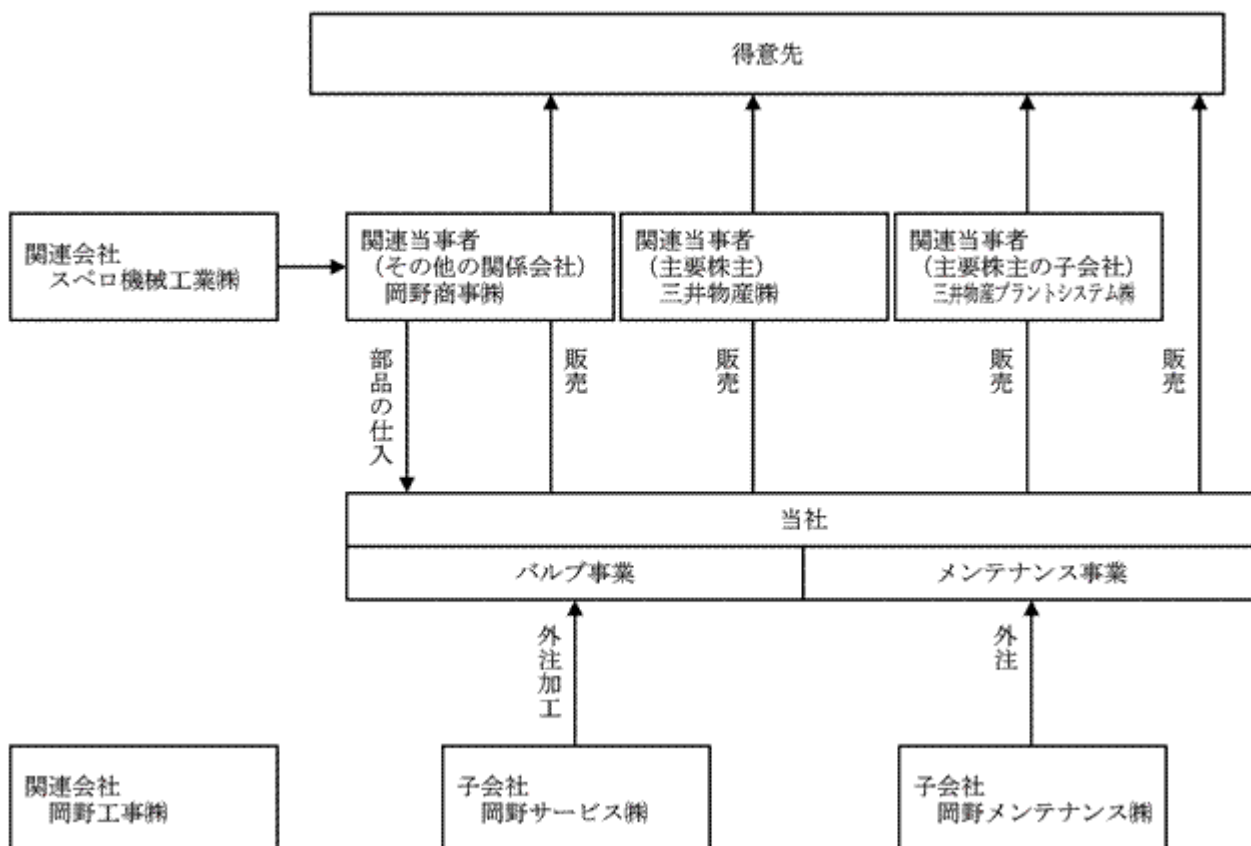 得意先
関連会社
スベロ機械工業㈱
関連当事者
(その他の関係会社)
岡野商事㈱
関連当事者
(主要株主)
三井物産㈱
関連当事者
(主要株主の子会社)
三井物産プラントシステム㈱
部品の仕入
販売
販売
販売
販売
当社
バルブ事業
メンテナンス事業
外注加工
外注
関連会社
岡野工事㈱
子会社
岡野サービス㈱
子会社
岡野メンテナンス㈱